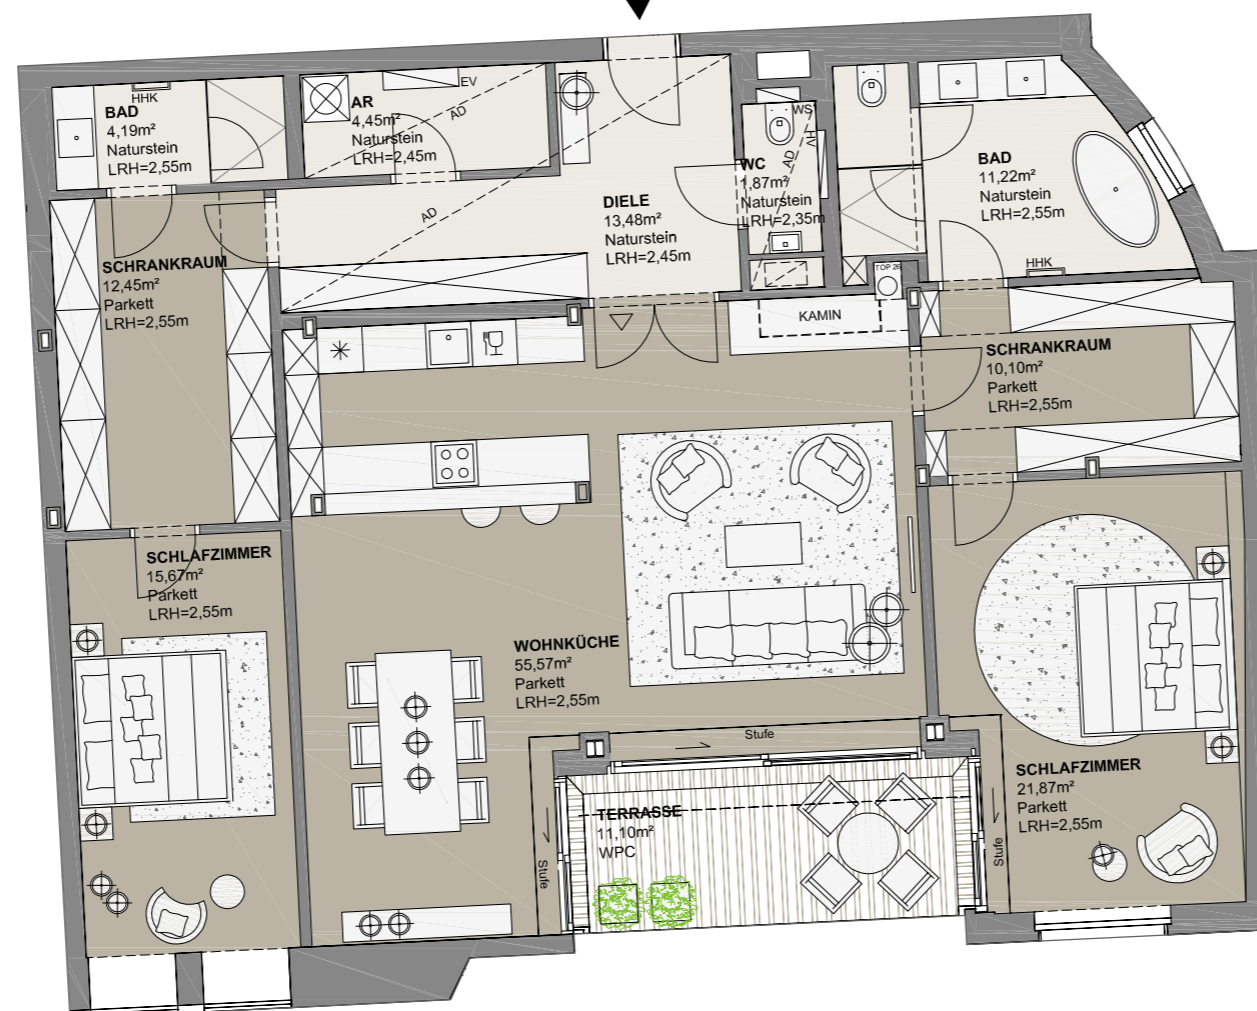 HHK
BAD
4,19m²
Naturstein
LRH=2,55m
AR
4,45m²
Naturstein
LRH=2,45m
EV
AD
AD
DIELE
13,48m²
Naturstein
LRH=2,45m
WC
1,87m²
Naturstein
LRH=2,35m
WS
HV
AD
BAD
11,22m²
Naturstein
LRH=2,55m
HHK
TOP 26
SCHRANKRAUM
12,45m²
Parkett
LRH=2,55m
KAMIN
SCHRANKRAUM
10,10m²
Parkett
LRH=2,55m
SCHLAFZIMMER
15,67m²
Parkett
LRH=2,55m
WOHNKÜCHE
55,57m²
Parkett
LRH=2,55m
Stufe
SCHLAFZIMMER
21,87m²
Parkett
LRH=2,55m
TERRASSE
11,10m²
WPC
Stufe
Stufe